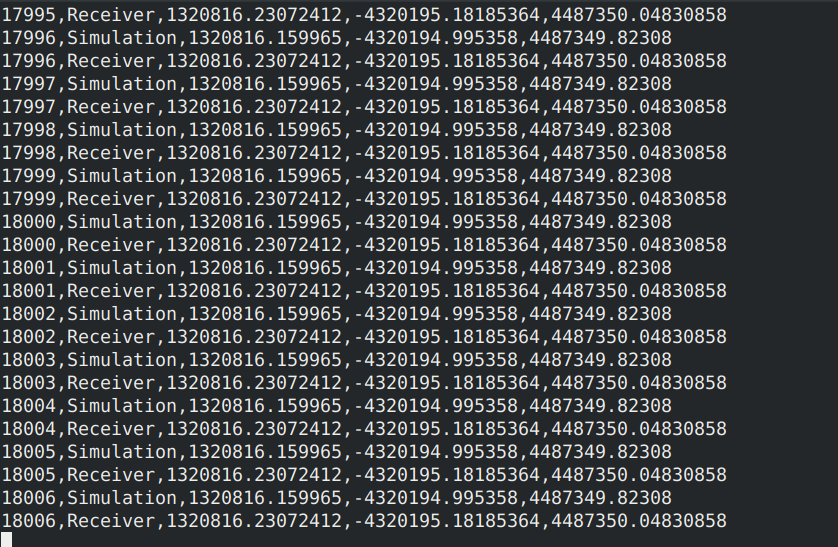 17995,Receiver,1320816.23072412,-4320195.18185364,4487350.04830858
17996,Simulation,1320816.159965,-4320194.995358,4487349.82308
17996,Receiver,1320816.23072412,-4320195.18185364,4487350.04830858
17997,Simulation,1320816.159965,-4320194.995358,4487349.82308
17997,Receiver,1320816.23072412,-4320195.18185364,4487350.04830858
17998,Simulation,1320816.159965,-4320194.995358,4487349.82308
17998,Receiver,1320816.23072412,-4320195.18185364,4487350.04830858
17999,Simulation,1320816.159965,-4320194.995358,4487349.82308
17999,Receiver,1320816.23072412,-4320195.18185364,4487350.04830858
18000,Simulation,1320816.159965,-4320194.995358,4487349.82308
18000,Receiver,1320816.23072412,-4320195.18185364,4487350.04830858
18001,Simulation,1320816.159965,-4320194.995358,4487349.82308
18001,Receiver,1320816.23072412,-4320195.18185364,4487350.04830858
18002,Simulation,1320816.159965,-4320194.995358,4487349.82308
18002,Receiver,1320816.23072412,-4320195.18185364,4487350.04830858
18003,Simulation,1320816.159965,-4320194.995358,4487349.82308
18003,Receiver,1320816.23072412,-4320195.18185364,4487350.04830858
18004,Simulation,1320816.159965,-4320194.995358,4487349.82308
18004,Receiver,1320816.23072412,-4320195.18185364,4487350.04830858
18005,Simulation,1320816.159965,-4320194.995358,4487349.82308
18005,Receiver,1320816.23072412,-4320195.18185364,4487350.04830858
18006,Simulation,1320816.159965,-4320194.995358,4487349.82308
18006,Receiver,1320816.23072412,-4320195.18185364,4487350.04830858